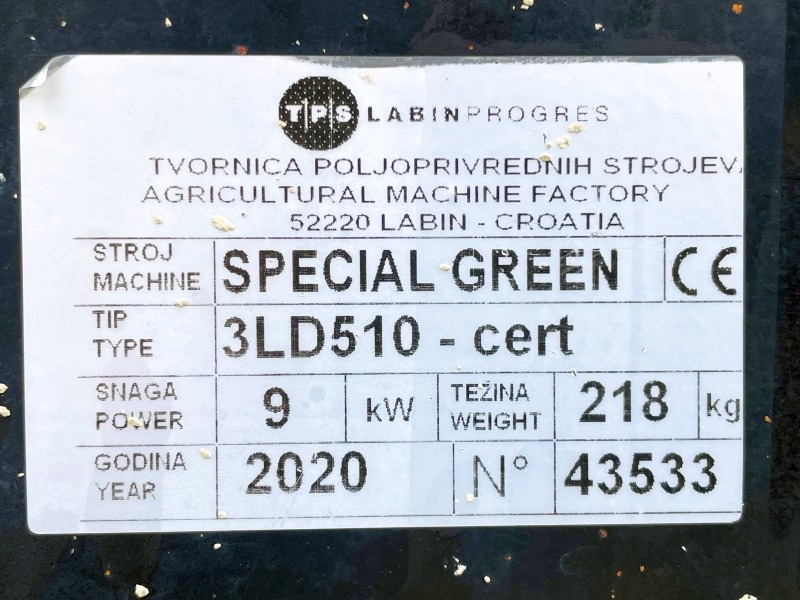 TPS LABINPROGRES
TVORNICA POLJOPRIVREDNIH STROJEVA
AGRICULTURAL MACHINE FACTORY
52220 LABIN - CROATIA
STROJ
MACHINE SPECIAL GREEN CE
TIP
TYPE 3LD510 - cert
SNAGA
POWER 9 kW TEŽINA
WEIGHT 218 kg
GODINA
YEAR 2020 N° 43533